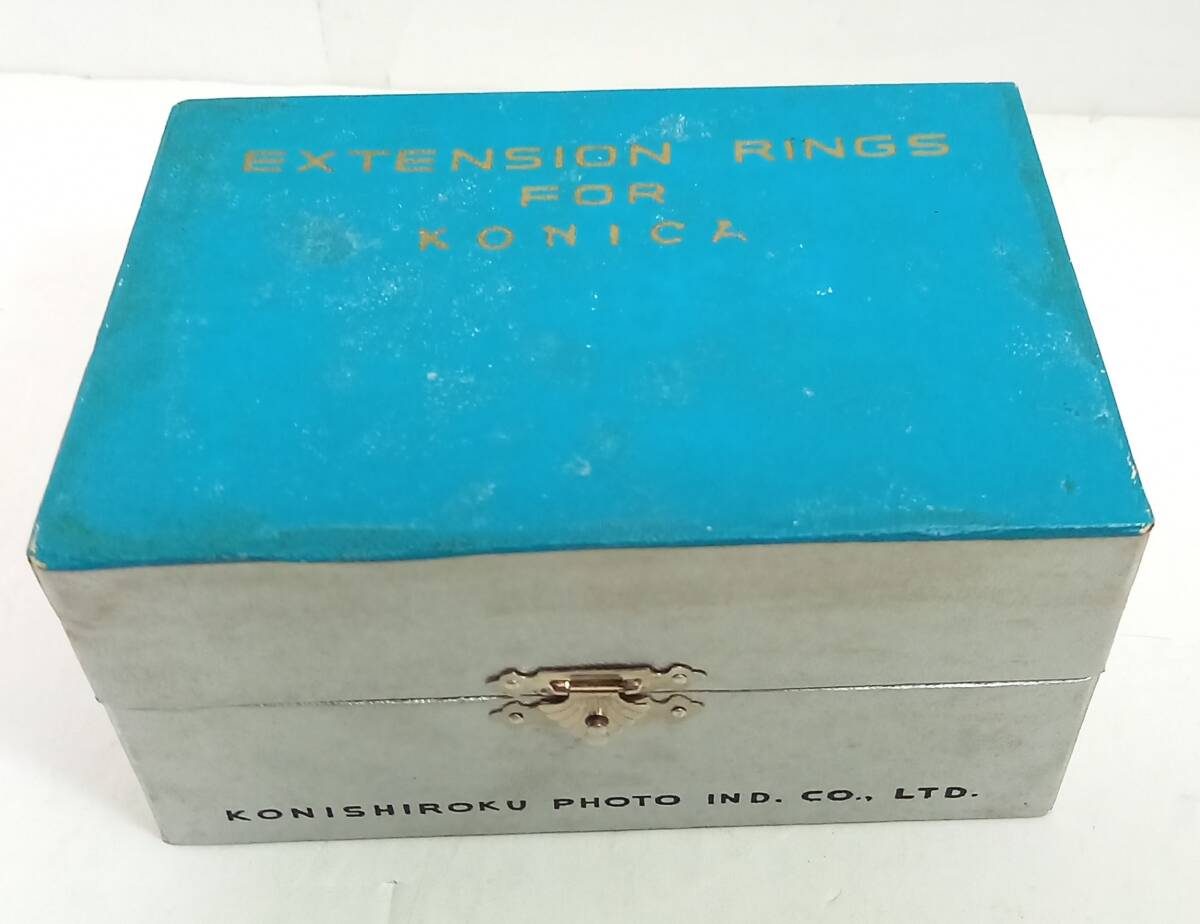 EXTENSION RINGS
FOR
KONICA
KONISHIROKU PHOTO IND. CO., LTD.